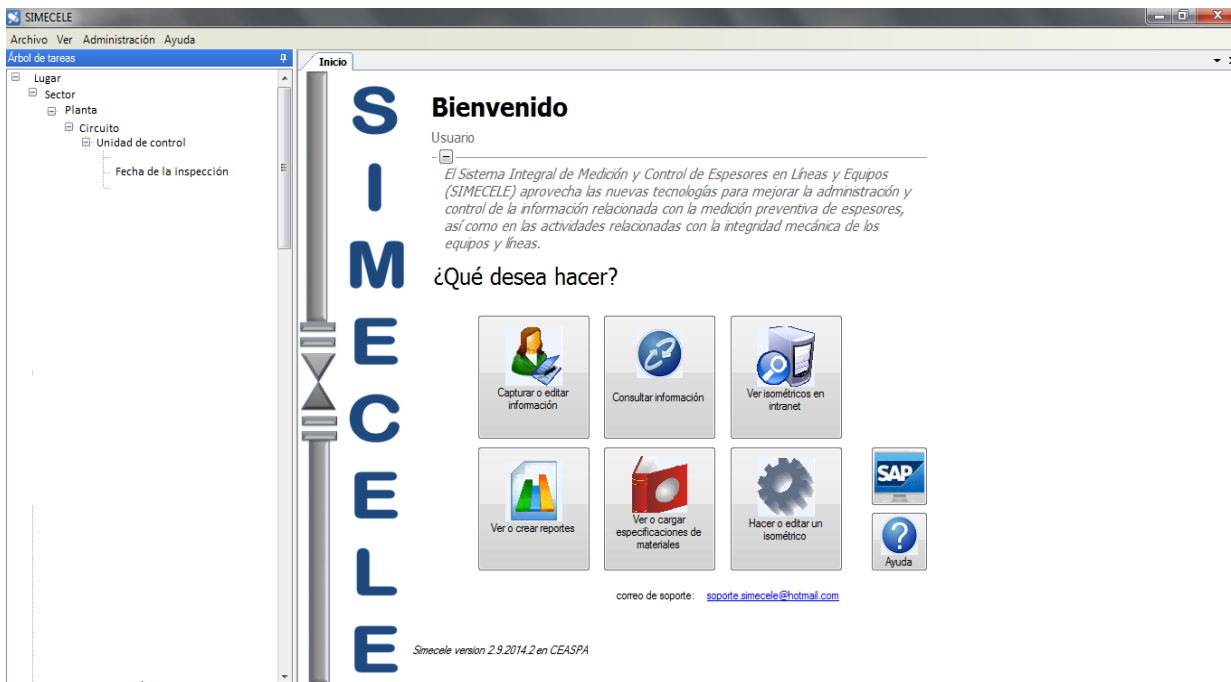 SIMECELE
Archivo Ver Administración Ayuda
Árbol de tareas
Lugar
Sector
Planta
Circuito
Unidad de control
Fecha de la inspección
Inicio
S
I
M
E
C
E
L
E
Bienvenido
Usuario
El Sistema Integral de Medición y Control de Espesores en Líneas y Equipos
(SIMECELE) aprovecha las nuevas tecnologías para mejorar la administración y
control de la información relacionada con la medición preventiva de espesores,
así como en las actividades relacionadas con la integridad mecánica de los
equipos y líneas.
¿Qué desea hacer?
Capturar o editar
información
Consultar información
Ver isométricos en
intranet
Ver o crear reportes
Ver o cargar
especificaciones de
materiales
Hacer o editar un
isométrico
SAP
Ayuda
correo de soporte: soporte.simecele@hotmail.com
Simecele version 2.9.2014.2 en CEASPA